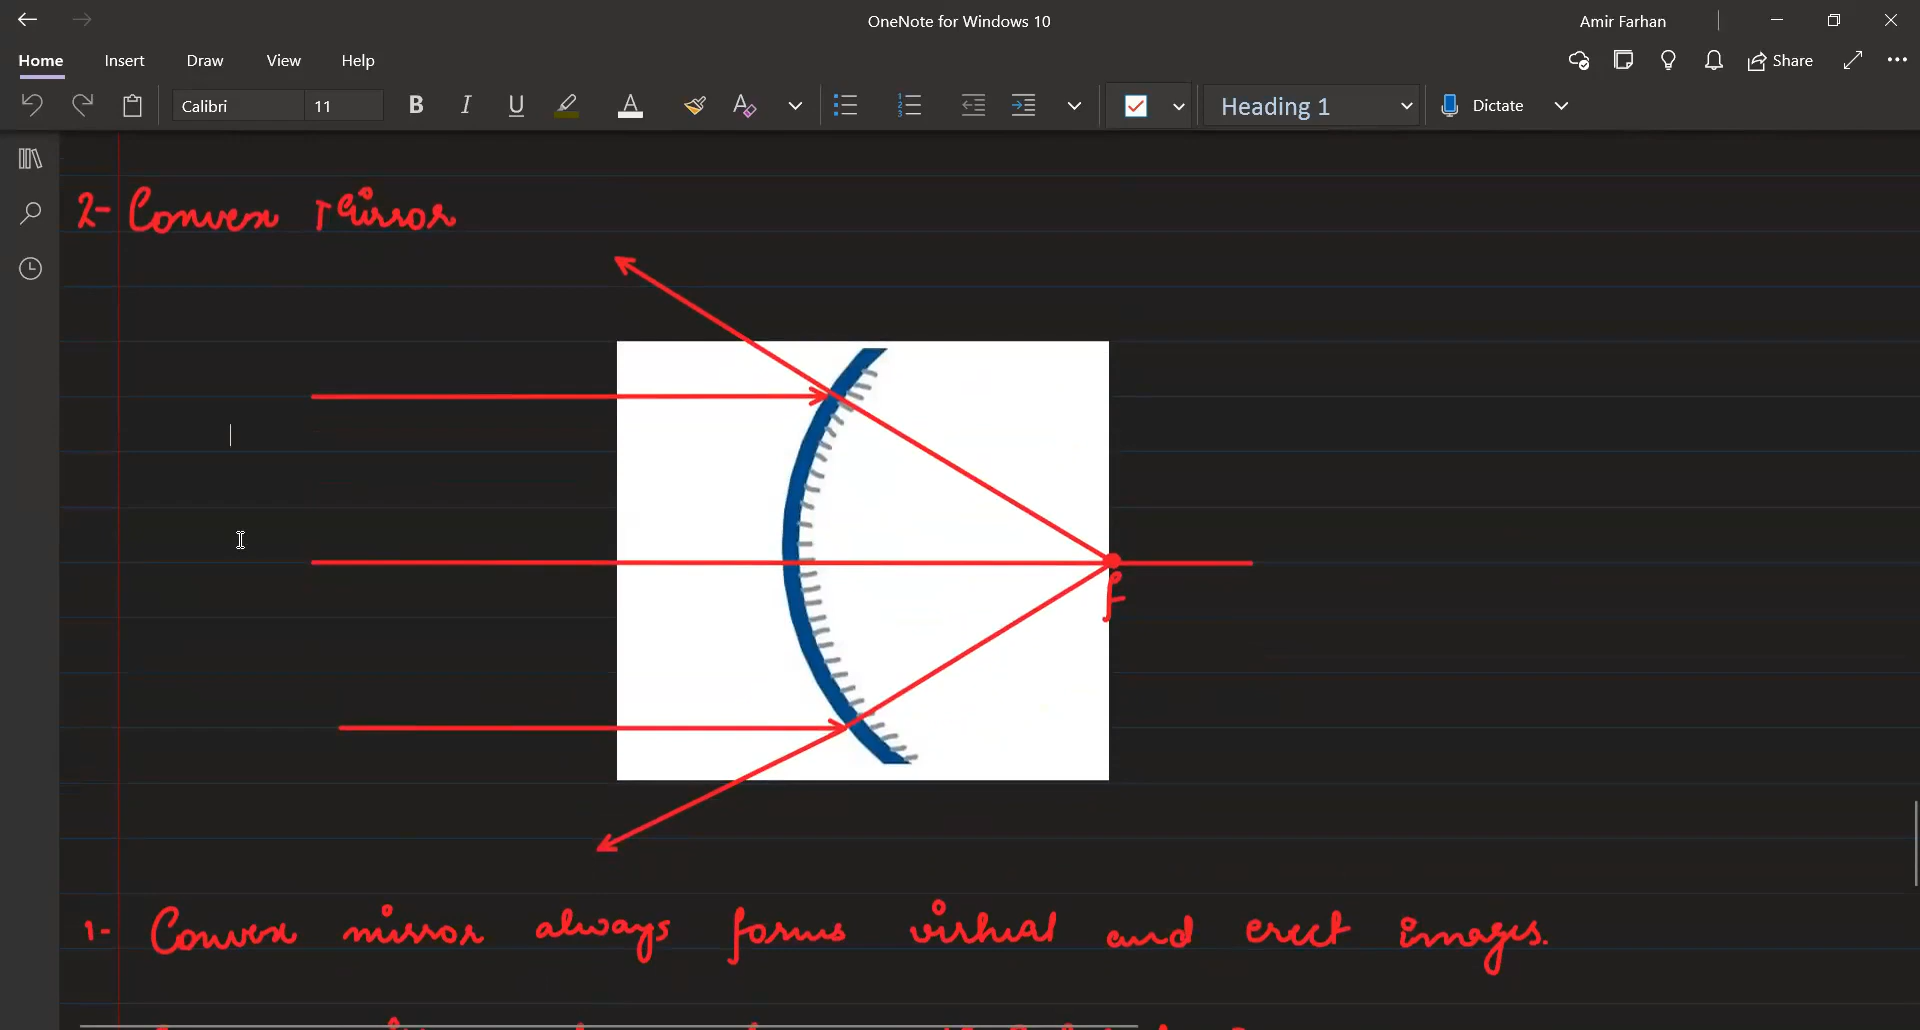 OneNote for Windows 10
Amir Farhan
Home Insert Draw View Help
Share
Calibri 11 B I U A A Heading 1 Dictate
2- Convex Mirror
f
1- Convex mirror always forms virtual and erect images.